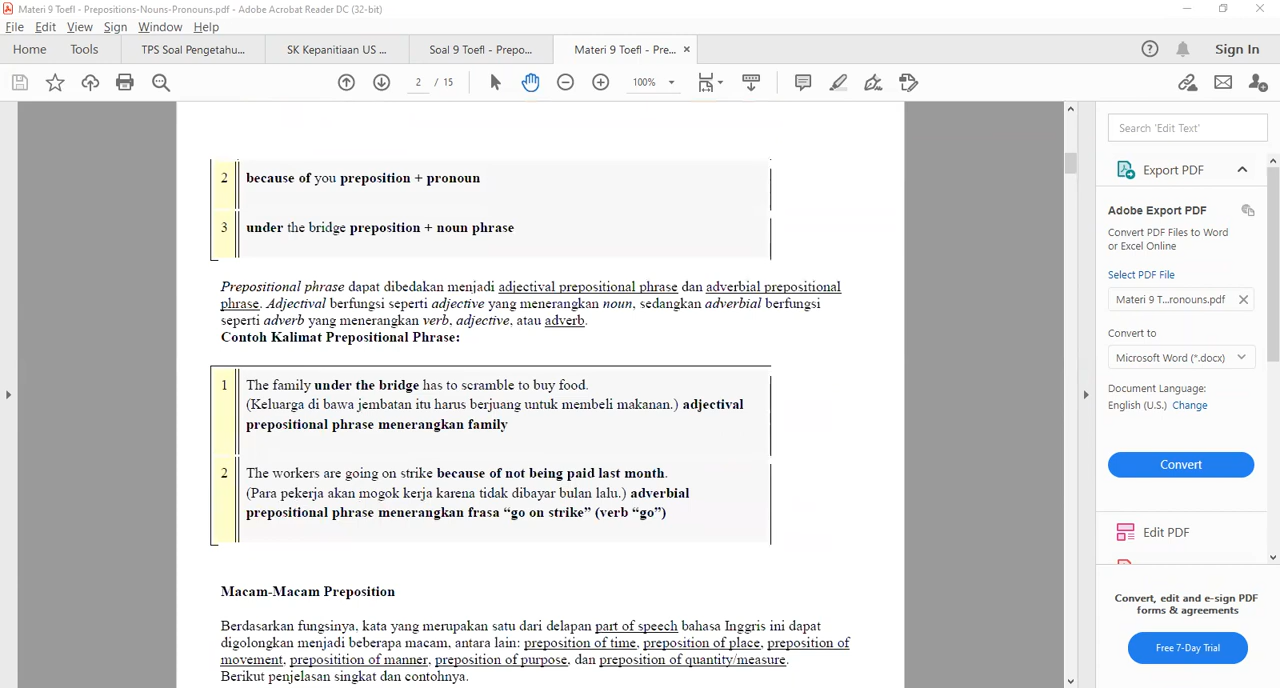 Materi 9 Toefl - Prepositions-Nouns-Pronouns.pdf - Adobe Acrobat Reader DC (32-bit)
File Edit View Sign Window Help
Home Tools TPS Soal Pengetahu... SK Kepanitiaan US ... Soal 9 Toefl - Prepo... Materi 9 Toefl - Pre... × Sign In
2 / 15 100%
2 because of you preposition + pronoun
3 under the bridge preposition + noun phrase
Prepositional phrase dapat dibedakan menjadi adjectival prepositional phrase dan adverbial prepositional
phrase. Adjectival berfungsi seperti adjective yang menerangkan noun, sedangkan adverbial berfungsi
seperti adverb yang menerangkan verb, adjective, atau adverb.
Contoh Kalimat Prepositional Phrase:
1 The family under the bridge has to scramble to buy food.
(Keluarga di bawa jembatan itu harus berjuang untuk membeli makanan.) adjectival
prepositional phrase menerangkan family
2 The workers are going on strike because of not being paid last month.
(Para pekerja akan mogok kerja karena tidak dibayar bulan lalu.) adverbial
prepositional phrase menerangkan frasa “go on strike” (verb “go”)
Macam-Macam Preposition
Berdasarkan fungsinya, kata yang merupakan satu dari delapan part of speech bahasa Inggris ini dapat
digolongkan menjadi beberapa macam, antara lain: preposition of time, preposition of place, preposition of
movement, prepositition of manner, preposition of purpose, dan preposition of quantity/measure.
Berikut penjelasan singkat dan contohnya.
Search 'Edit Text'
Export PDF
Adobe Export PDF
Convert PDF Files to Word
or Excel Online
Select PDF File
Materi 9 T...ronouns.pdf
Convert to
Microsoft Word (*.docx)
Document Language:
English (U.S.) Change
Convert
Edit PDF
Convert, edit and e-sign PDF
forms & agreements
Free 7-Day Trial